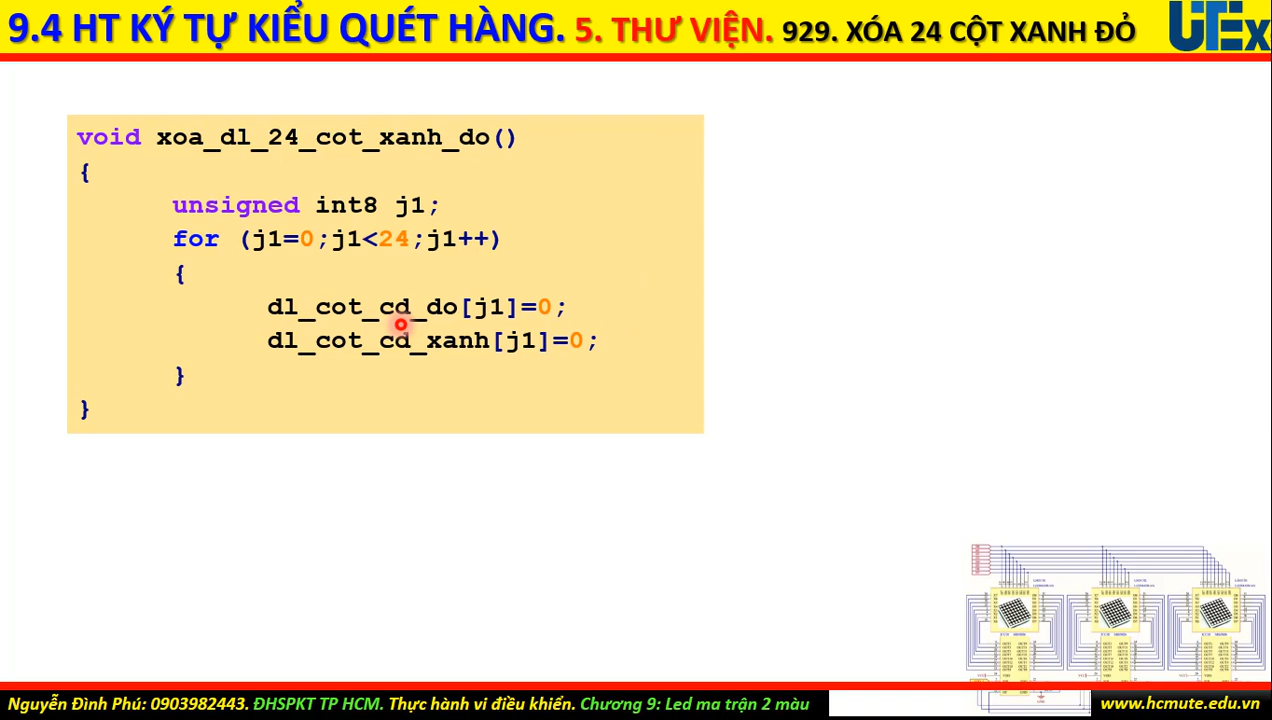 9.4 HT KÝ TỰ KIỂU QUÉT HÀNG. 5. THƯ VIỆN. 929. XÓA 24 CỘT XANH ĐỎ
UTEx
void xoa_dl_24_cot_xanh_do()
{
unsigned int8 j1;
for (j1=0;j1<24;j1++)
{
dl_cot_cd_do[j1]=0;
dl_cot_cd_xanh[j1]=0;
}
}
Nguyễn Đình Phú: 0903982443. ĐHSPKT TP HCM. Thực hành vi điều khiển. Chương 9: Led ma trận 2 màu
www.hcmute.edu.vn